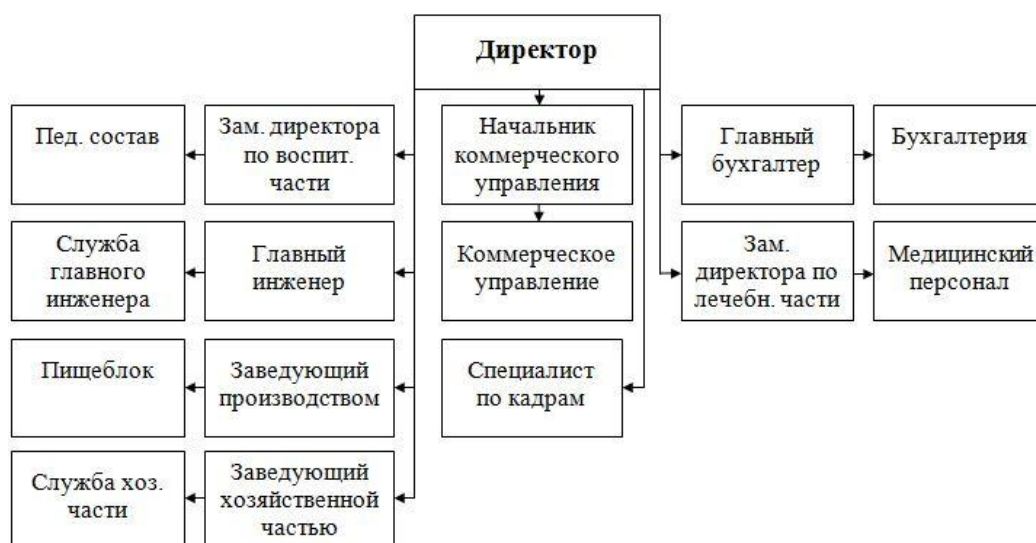 Директор
Пед. состав
Зам. директора
по воспит.
части
Начальник
коммерческого
управления
Главный
бухгалтер
Бухгалтерия
Служба
главного
инженера
Главный
инженер
Коммерческое
управление
Зам.
директора по
лечебн. части
Медицинский
персонал
Пищеблок
Заведующий
производством
Специалист
по кадрам
Служба хоз.
части
Заведующий
хозяйственной
частью